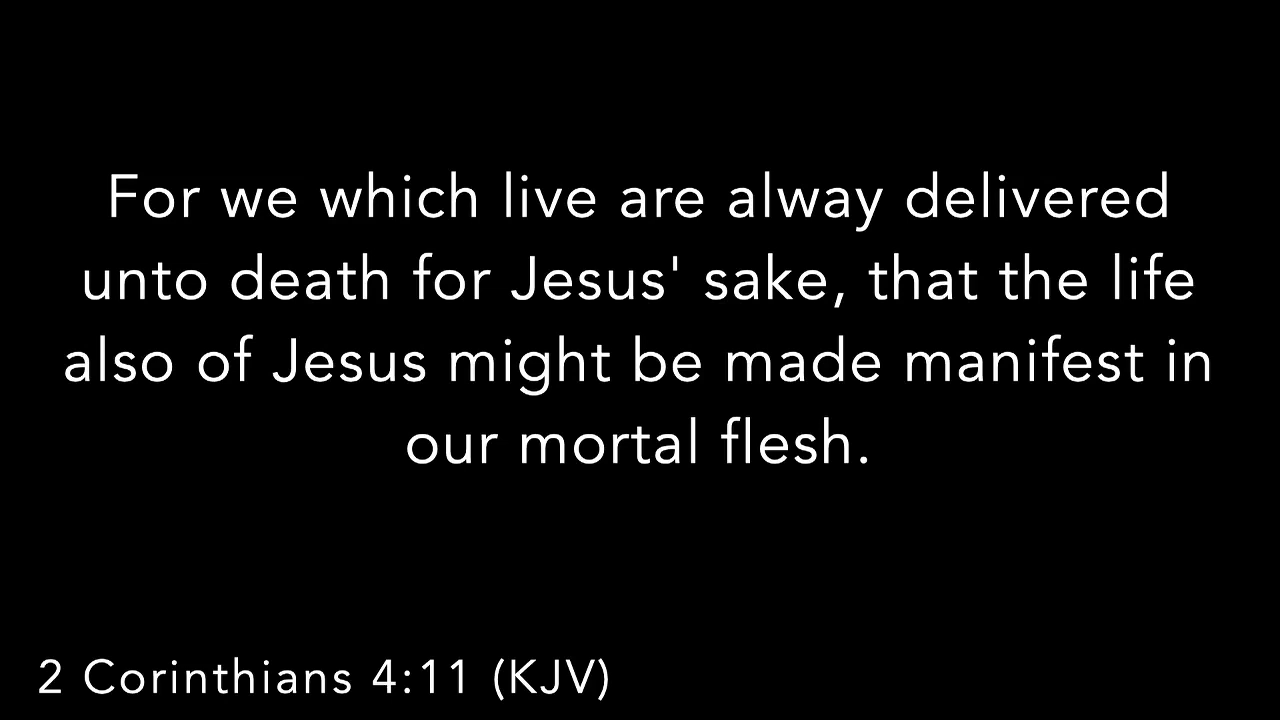 For we which live are alway delivered
unto death for Jesus' sake, that the life
also of Jesus might be made manifest in
our mortal flesh.
2 Corinthians 4:11 (KJV)